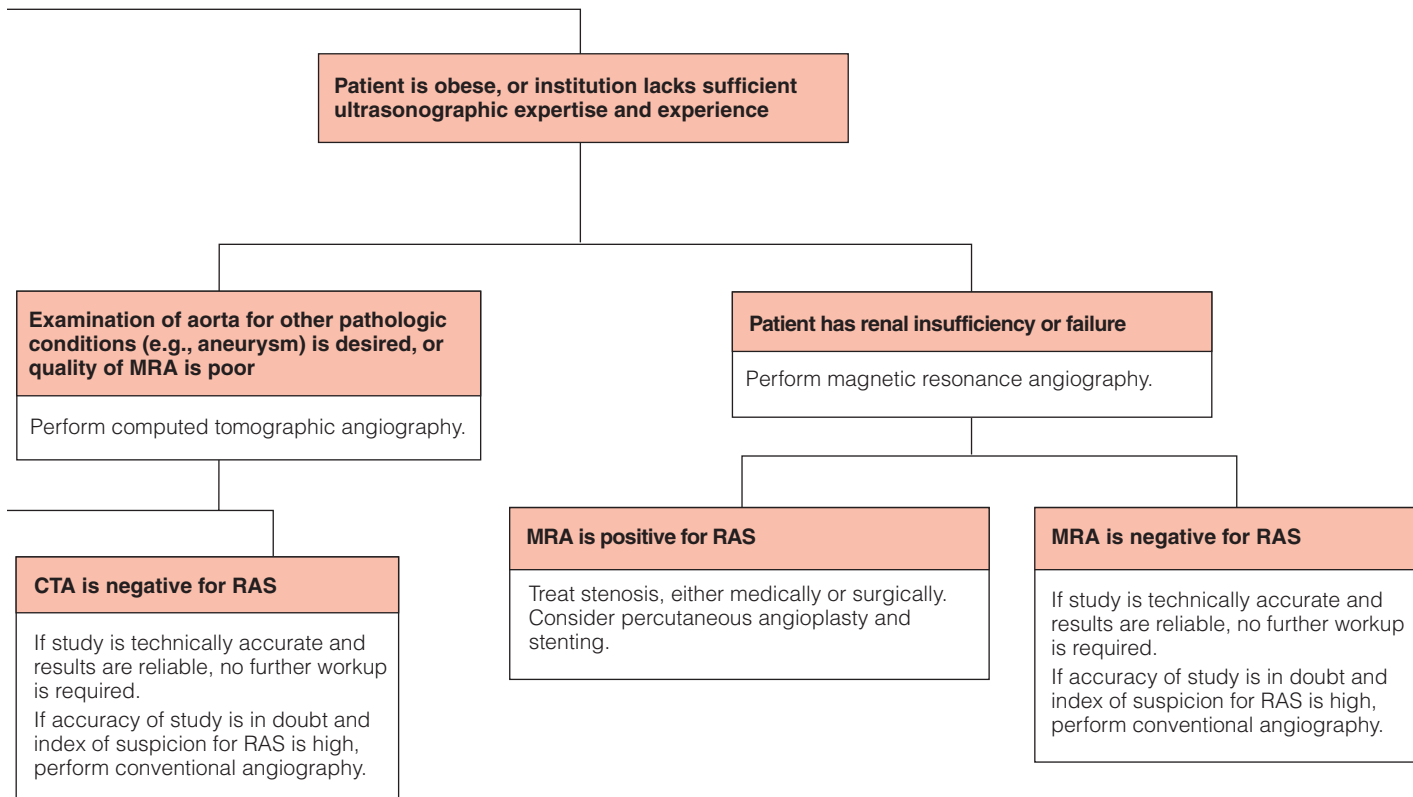 Patient is obese, or institution lacks sufficient
ultrasonographic expertise and experience
Examination of aorta for other pathologic
conditions (e.g., aneurysm) is desired, or
quality of MRA is poor
Perform computed tomographic angiography.
Patient has renal insufficiency or failure
Perform magnetic resonance angiography.
CTA is negative for RAS
If study is technically accurate and
results are reliable, no further workup
is required.
If accuracy of study is in doubt and
index of suspicion for RAS is high,
perform conventional angiography.
MRA is positive for RAS
Treat stenosis, either medically or surgically.
Consider percutaneous angioplasty and
stenting.
MRA is negative for RAS
If study is technically accurate and
results are reliable, no further workup
is required.
If accuracy of study is in doubt and
index of suspicion for RAS is high,
perform conventional angiography.